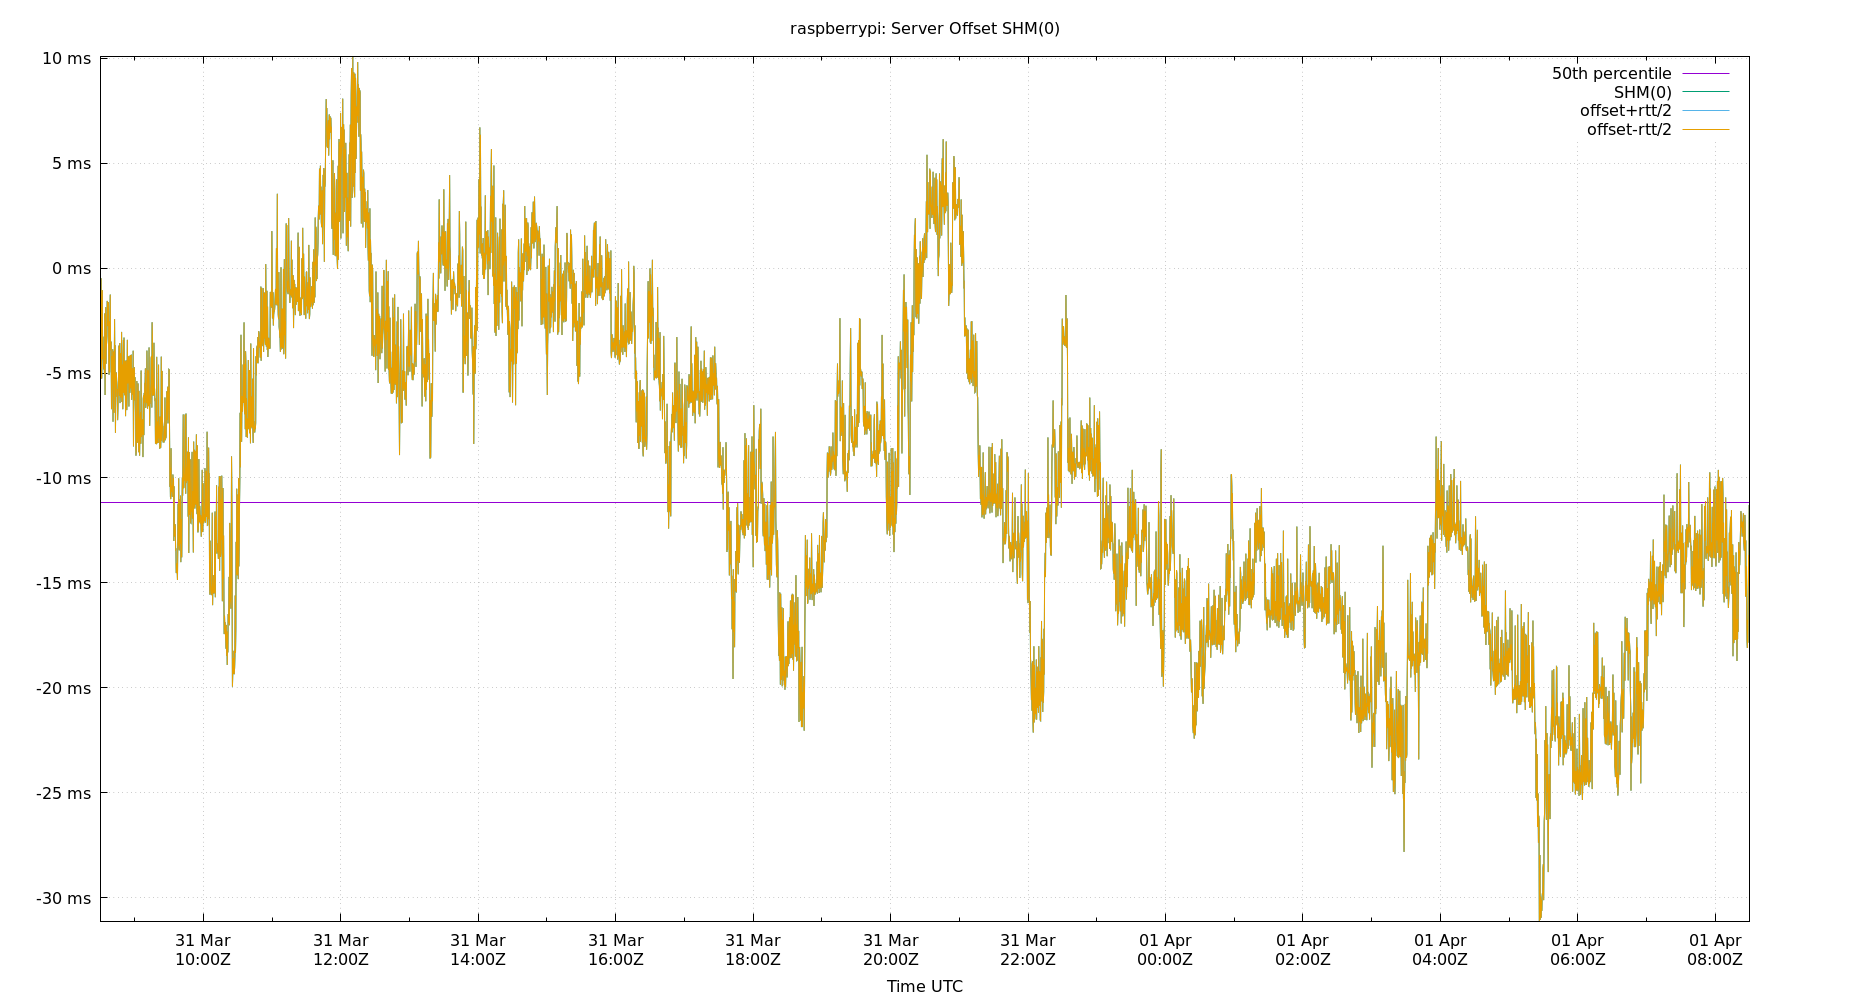 raspberrypi: Server Offset SHM(0)
50th percentile
SHM(0)
offset+rtt/2
offset-rtt/2
10 ms
5 ms
0 ms
-5 ms
-10 ms
-15 ms
-20 ms
-25 ms
-30 ms
31 Mar 31 Mar 31 Mar 31 Mar 31 Mar 31 Mar 31 Mar 01 Apr 01 Apr 01 Apr 01 Apr 01 Apr
10:00Z 12:00Z 14:00Z 16:00Z 18:00Z 20:00Z 22:00Z 00:00Z 02:00Z 04:00Z 06:00Z 08:00Z
Time UTC